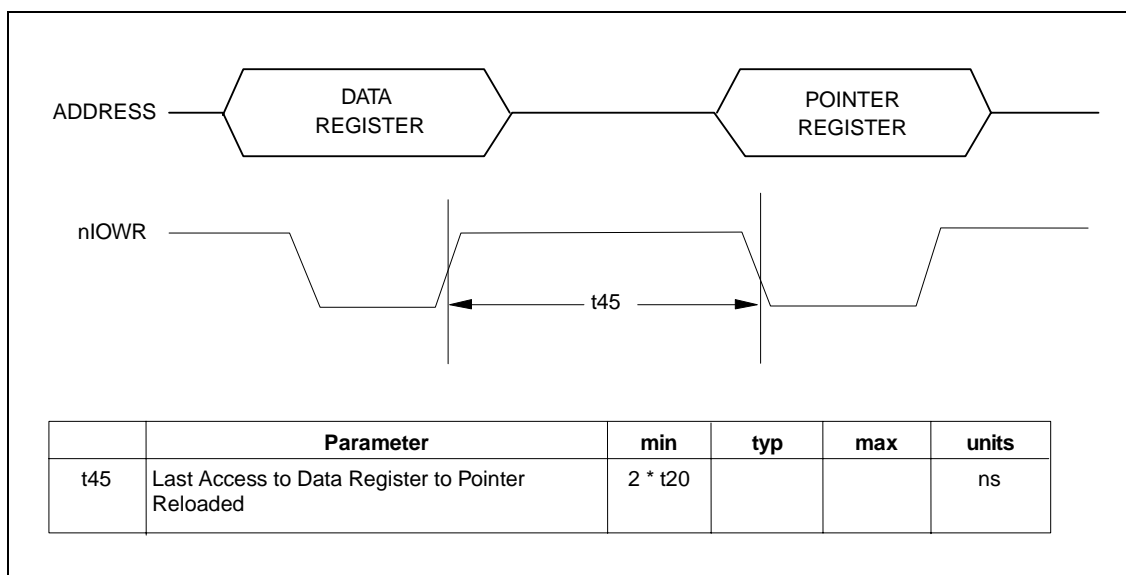 ADDRESS
DATA
REGISTER
POINTER
REGISTER
nIOWR
t45
Parameter min typ max units
t45 Last Access to Data Register to Pointer 2 * t20 ns
Reloaded